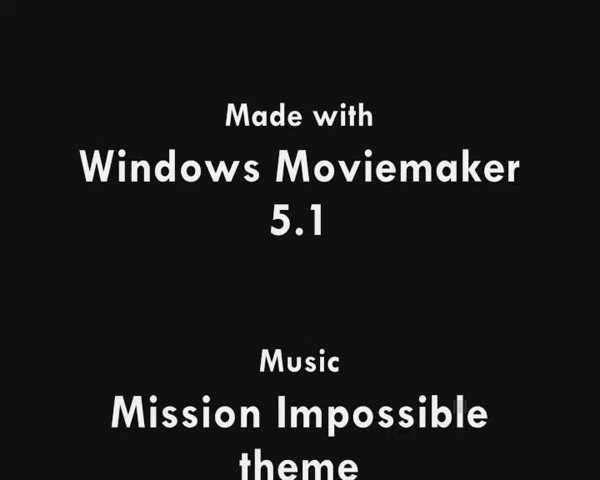 Made with
Windows Moviemaker
5.1
Music
Mission Impossible
theme